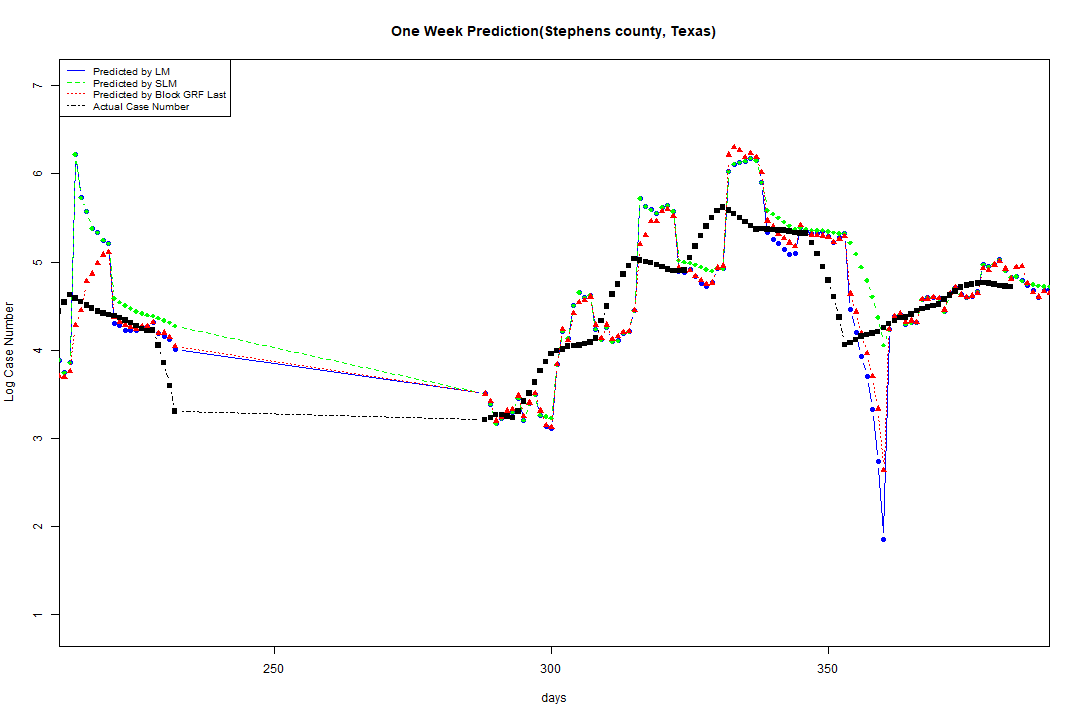 One Week Prediction(Stephens county, Texas)
Predicted by LM
Predicted by SLM
Predicted by Block GRF Last
Actual Case Number
7
6
5
4
3
2
1
Log Case Number
250
300
350
days